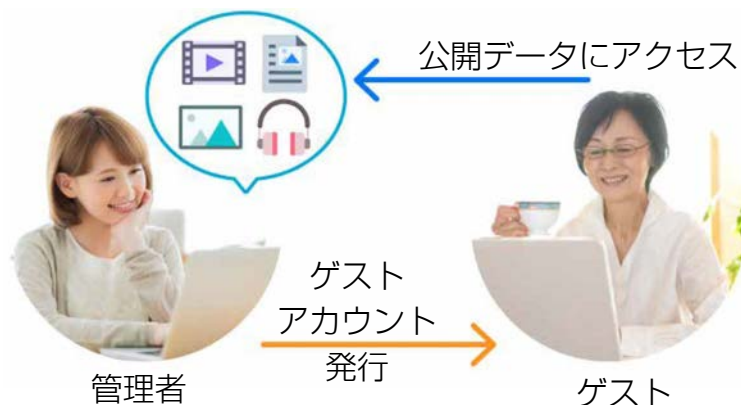 公開データにアクセス
ゲスト
アカウント
発行
管理者
ゲスト